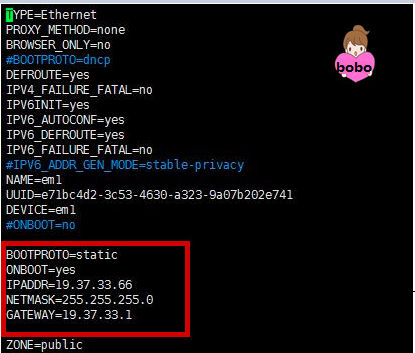 TYPE=Ethernet
PROXY_METHOD=none
BROWSER_ONLY=no
#BOOTPROTO=dncp
DEFROUTE=yes
IPV4_FAILURE_FATAL=no
IPV6INIT=yes
IPV6_AUTOCONF=yes
IPV6_DEFROUTE=yes
IPV6_FAILURE_FATAL=no
#IPV6_ADDR_GEN_MODE=stable-privacy
NAME=em1
UUID=e71bc4d2-3c53-4630-a323-9a07b202e741
DEVICE=em1
#ONBOOT=no
BOOTPROTO=static
ONBOOT=yes
IPADDR=19.37.33.66
NETMASK=255.255.255.0
GATEWAY=19.37.33.1
ZONE=public
bobo